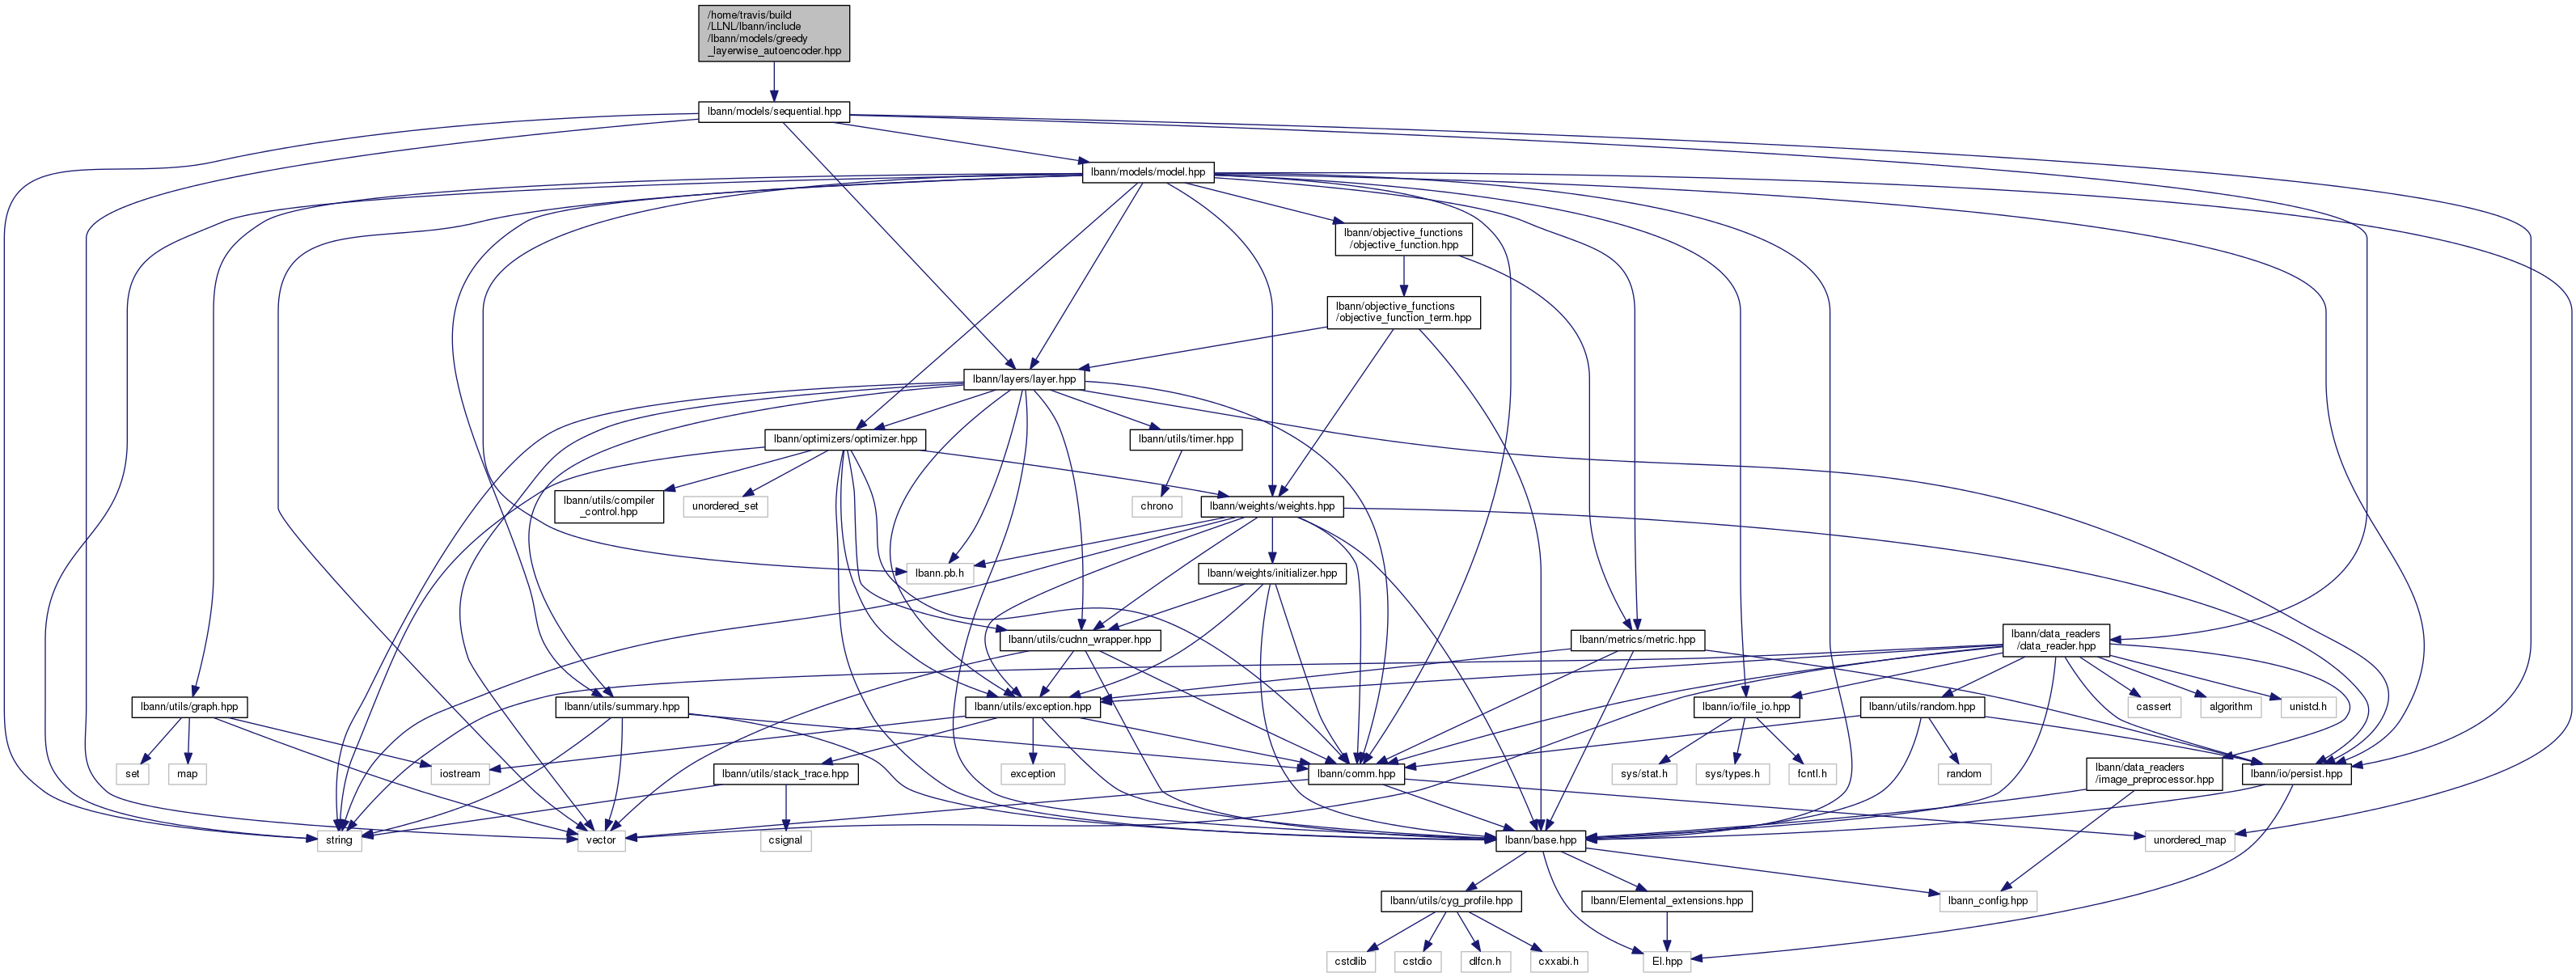 /home/travis/build
/LLNL/lbann/include
/lbann/models/greedy
_layerwise_autoencoder.hpp
lbann/models/sequential.hpp
lbann/models/model.hpp
lbann/objective_functions
/objective_function.hpp
lbann/objective_functions
/objective_function_term.hpp
lbann/layers/layer.hpp
lbann/optimizers/optimizer.hpp
lbann/utils/timer.hpp
lbann/utils/compiler
_control.hpp
unordered_set
chrono
lbann/weights/weights.hpp
lbann.pb.h
lbann/weights/initializer.hpp
lbann/utils/cudnn_wrapper.hpp
lbann/metrics/metric.hpp
lbann/data_readers
/data_reader.hpp
lbann/utils/graph.hpp
lbann/utils/summary.hpp
lbann/utils/exception.hpp
lbann/io/file_io.hpp
lbann/utils/random.hpp
cassert
algorithm
unistd.h
set
map
iostream
lbann/utils/stack_trace.hpp
exception
lbann/comm.hpp
sys/stat.h
sys/types.h
fcntl.h
random
lbann/data_readers
/image_preprocessor.hpp
lbann/io/persist.hpp
string
vector
csignal
lbann/base.hpp
unordered_map
lbann/utils/cyg_profile.hpp
lbann/Elemental_extensions.hpp
lbann_config.hpp
cstdlib
cstdio
dlfcn.h
cxxabi.h
El.hpp